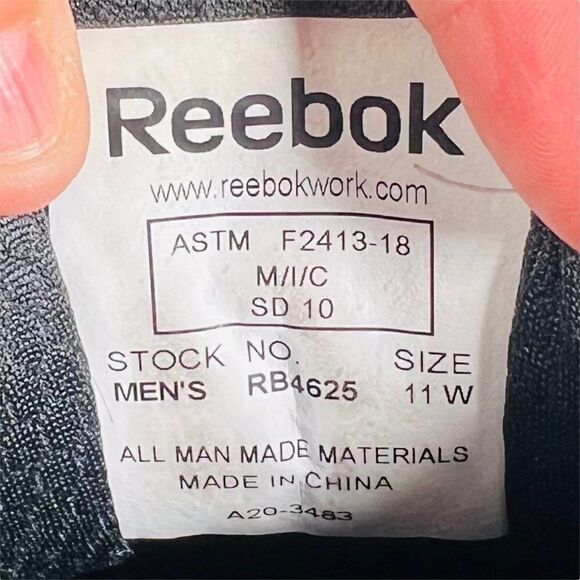 Reebok
www.reebokwork.com
ASTM F2413-18
M/I/C
SD 10
STOCK NO. SIZE
MEN'S RB4625 11 W
ALL MAN MADE MATERIALS
MADE IN CHINA
A20-3483